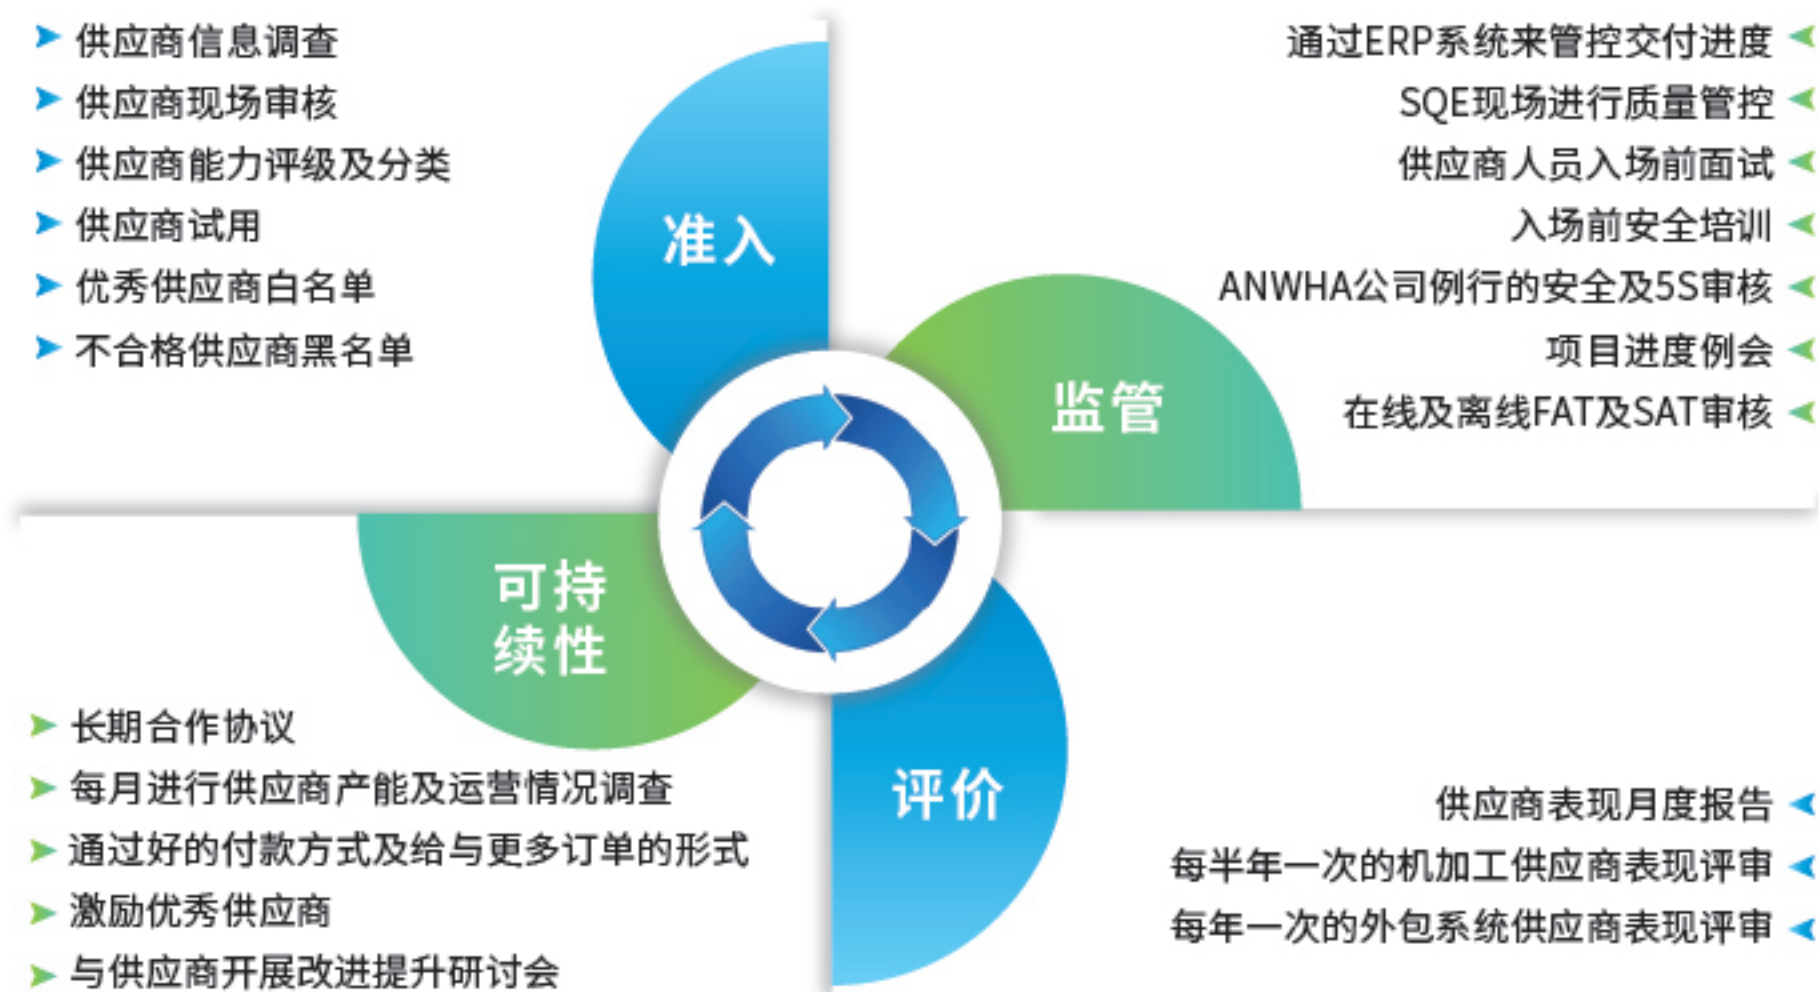 供应商信息调查
供应商现场审核
供应商能力评级及分类
供应商试用
优秀供应商白名单
不合格供应商黑名单
准入
通过ERP系统来管控交付进度
SQE现场进行质量管控
供应商人员入场前面试
入场前安全培训
ANWHA公司例行的安全及5S审核
项目进度例会
在线及离线FAT及SAT审核
监管
可持
续性
长期合作协议
每月进行供应商产能及运营情况调查
通过好的付款方式及给与更多订单的形式
激励优秀供应商
与供应商开展改进提升研讨会
评价
供应商表现月度报告
每半年一次的机加工供应商表现评审
每年一次的外包系统供应商表现评审